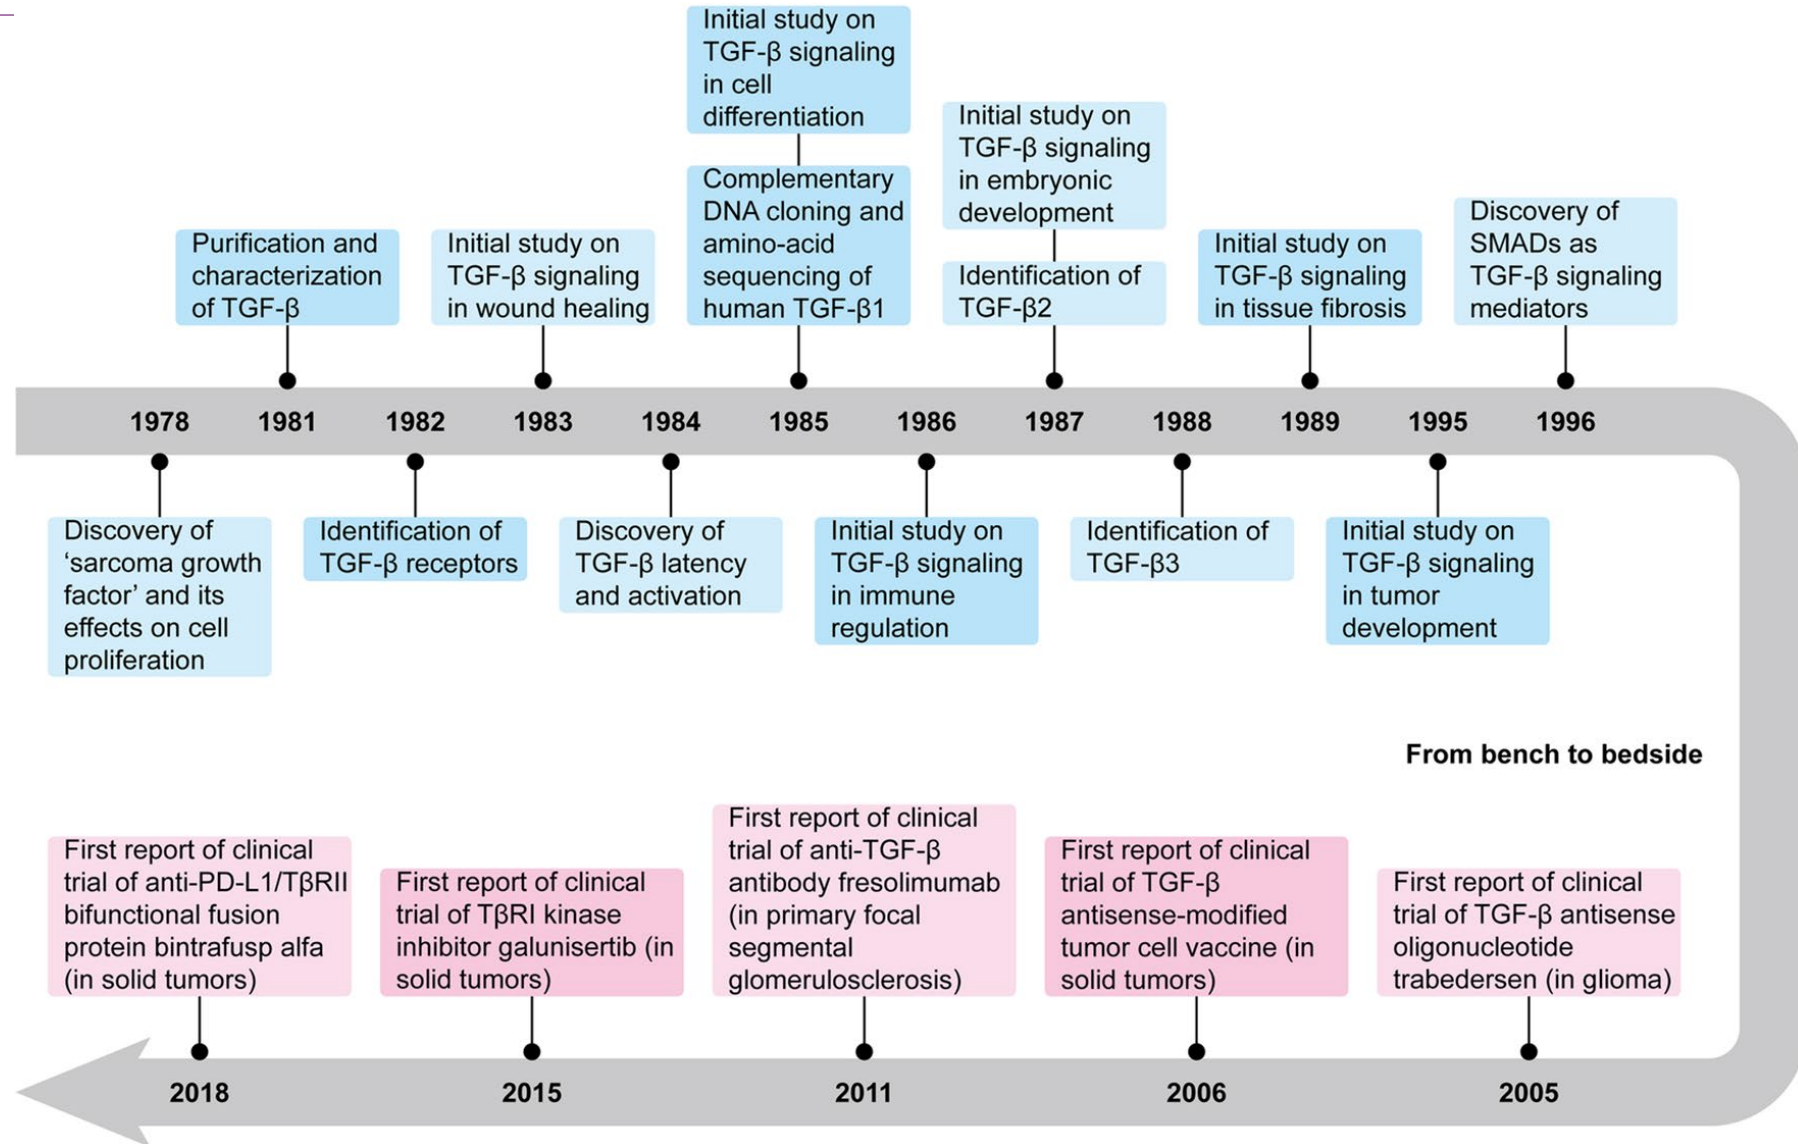 Initial study on
TGF-β signaling
in cell
differentiation
Complementary
DNA cloning and
amino-acid
sequencing of
human TGF-β1
Initial study on
TGF-β signaling
in embryonic
development
Identification of
TGF-β2
Purification and
characterization
of TGF-β
Initial study on
TGF-β signaling
in wound healing
Initial study on
TGF-β signaling
in tissue fibrosis
Discovery of
SMADs as
TGF-β signaling
mediators
1978 1981 1982 1983 1984 1985 1986 1987 1988 1989 1995 1996
Discovery of
‘sarcoma growth
factor’ and its
effects on cell
proliferation
Identification of
TGF-β receptors
Discovery of
TGF-β latency
and activation
Initial study on
TGF-β signaling
in immune
regulation
Identification of
TGF-β3
Initial study on
TGF-β signaling
in tumor
development
From bench to bedside
First report of clinical
trial of anti-PD-L1/TβRII
bifunctional fusion
protein bintrafusp alfa
(in solid tumors)
First report of clinical
trial of TβRI kinase
inhibitor galunisertib (in
solid tumors)
First report of clinical
trial of anti-TGF-β
antibody fresolimumab
(in primary focal
segmental
glomerulosclerosis)
First report of clinical
trial of TGF-β
antisense-modified
tumor cell vaccine (in
solid tumors)
First report of clinical
trial of TGF-β antisense
oligonucleotide
trabedersen (in glioma)
2018 2015 2011 2006 2005